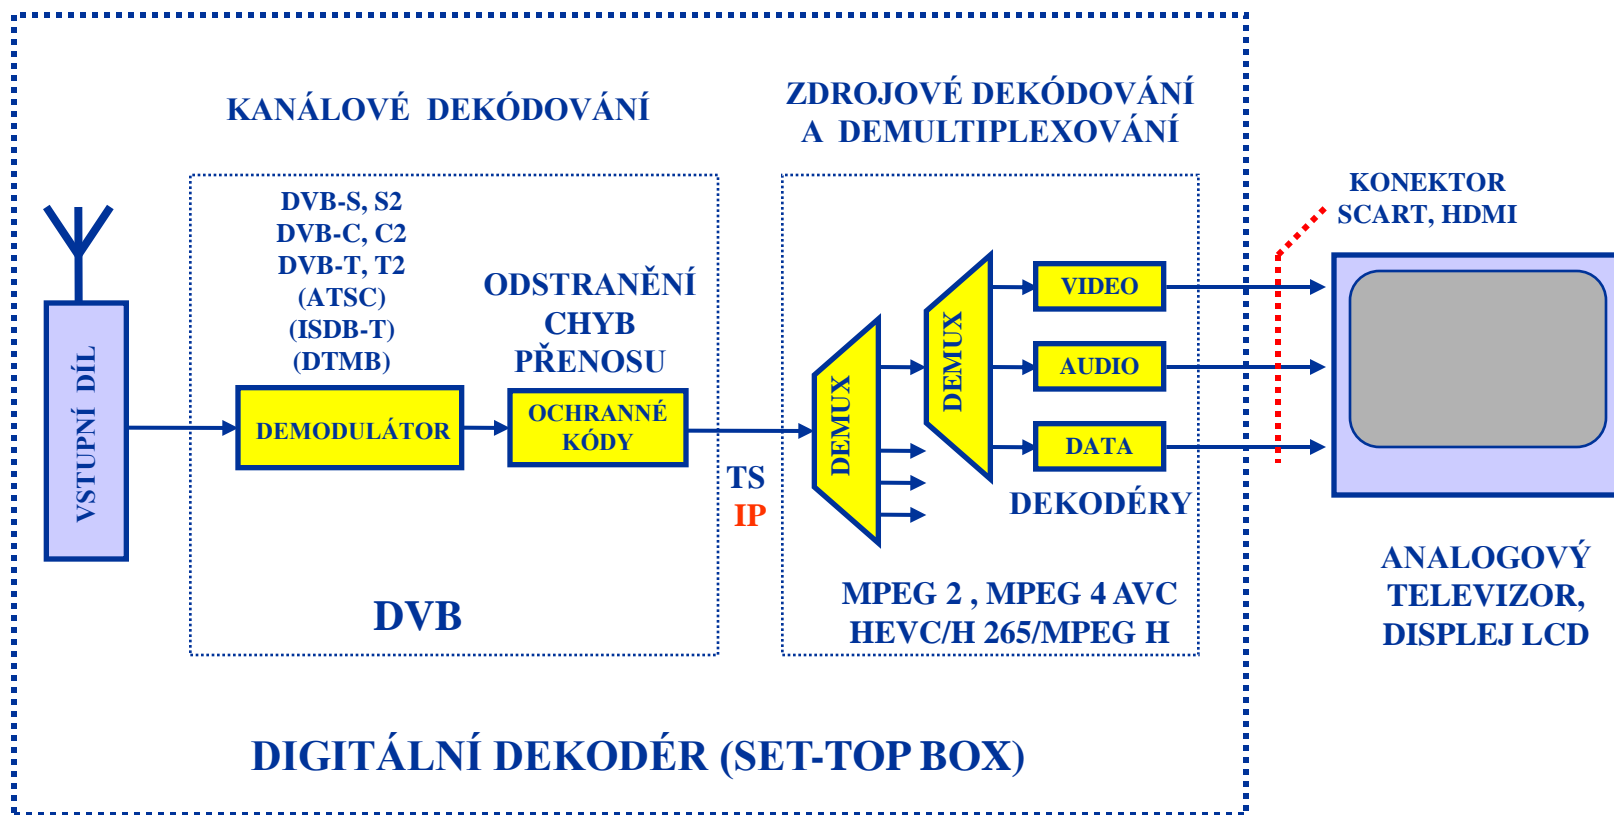 KANÁLOVÉ DEKÓDOVÁNÍ
ZDROJOVÉ DEKÓDOVÁNÍ
A DEMULTIPLEXOVÁNÍ
KONEKTOR
SCART, HDMI
DVB-S, S2
DVB-C, C2
DVB-T, T2
(ATSC)
(ISDB-T)
(DTMB)
ODSTRANĚNÍ
CHYB
PŘENOSU
VSTUPNÍ DÍL
DEMODULÁTOR
OCHRANNÉ
KÓDY
TS
IP
DEMUX
DEMUX
VIDEO
AUDIO
DATA
DEKODÉRY
DVB
MPEG 2 , MPEG 4 AVC
HEVC/H 265/MPEG H
ANALOGOVÝ
TELEVIZOR,
DISPLEJ LCD
DIGITÁLNÍ DEKODÉR (SET-TOP BOX)